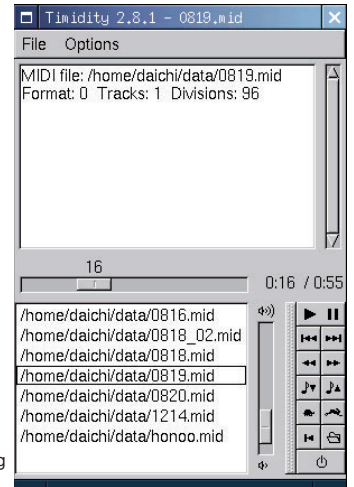 Timidity 2.8.1 - 0819.mid
File Options
MIDI file: /home/daichi/data/0819.mid
Format: 0 Tracks: 1 Divisions: 96
16
0:16 / 0:55
/home/daichi/data/0816.mid
/home/daichi/data/0818_02.mid
/home/daichi/data/0818.mid
/home/daichi/data/0819.mid
/home/daichi/data/0820.mid
/home/daichi/data/1214.mid
/home/daichi/data/honoo.mid
g